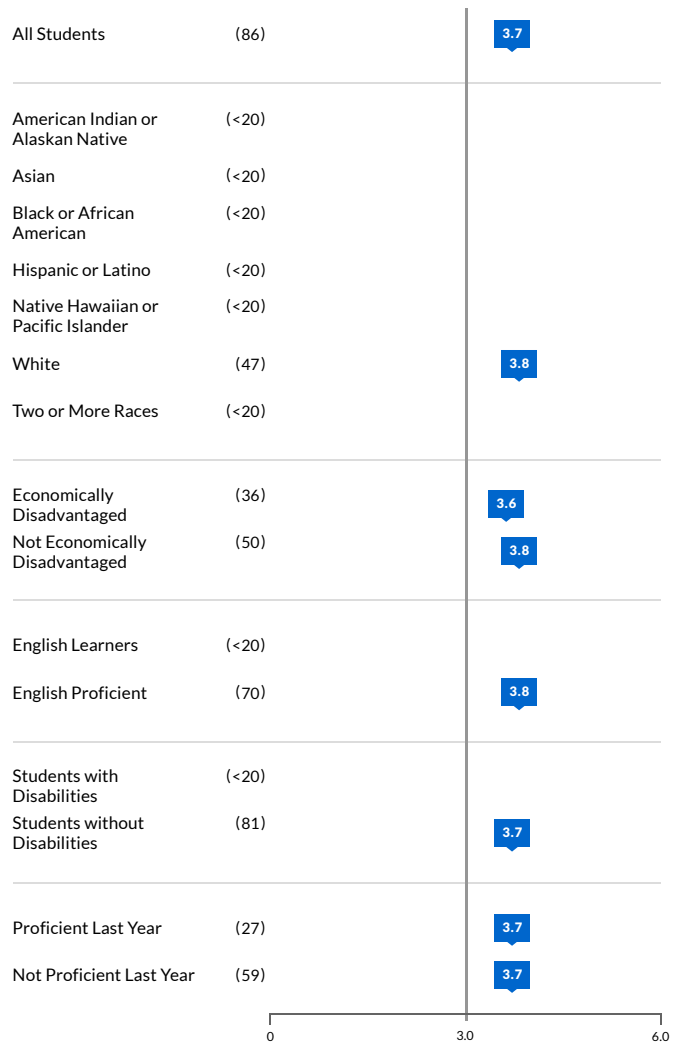 All Students (86) 3.7
American Indian or (<20)
Alaskan Native
Asian (<20)
Black or African (<20)
American
Hispanic or Latino (<20)
Native Hawaiian or (<20)
Pacific Islander
White (47) 3.8
Two or More Races (<20)
Economically (36) 3.6
Disadvantaged
Not Economically (50) 3.8
Disadvantaged
English Learners (<20)
English Proficient (70) 3.8
Students with (<20)
Disabilities
Students without (81) 3.7
Disabilities
Proficient Last Year (27) 3.7
Not Proficient Last Year (59) 3.7
0 3.0 6.0